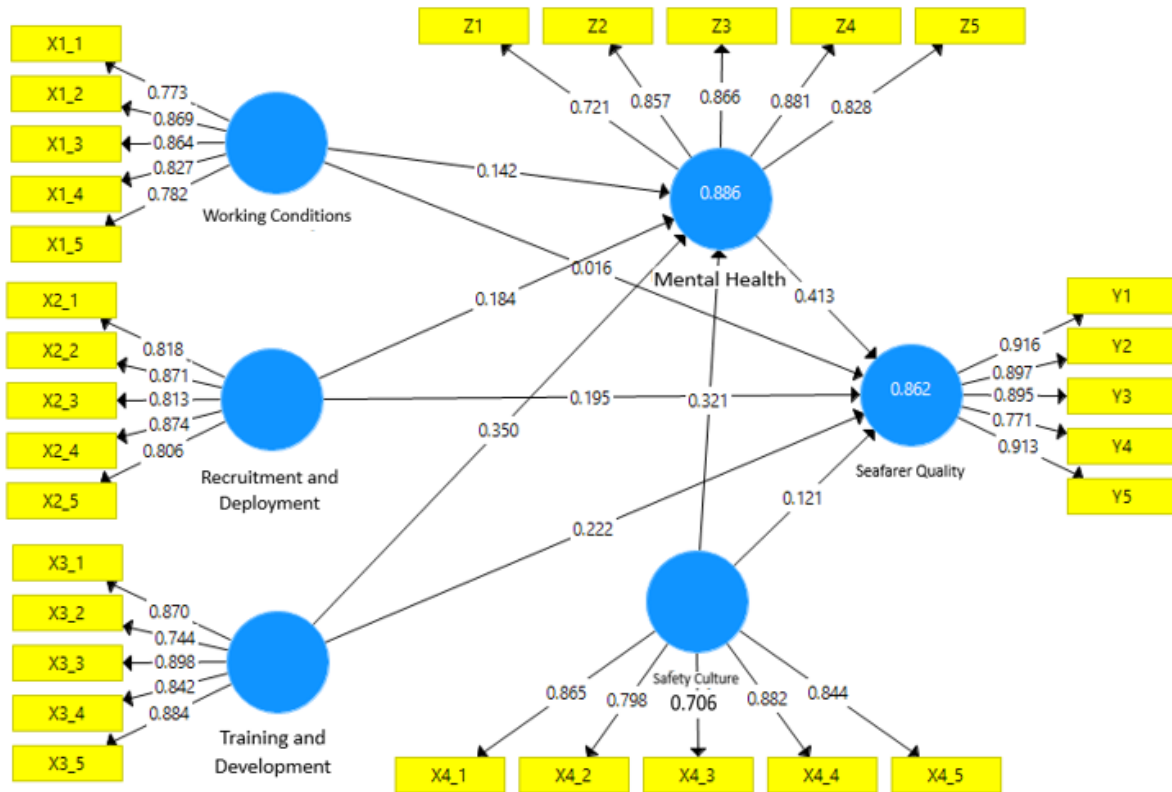 X1_1
X1_2
X1_3
X1_4
X1_5
0.773
0.869
0.864
0.827
0.782
Working Conditions
Z1
Z2
Z3
Z4
Z5
0.721
0.857
0.866
0.881
0.828
0.142
0.886
Mental Health
0.016
0.184
0.413
X2_1
X2_2
X2_3
X2_4
X2_5
0.818
0.871
0.813
0.874
0.806
Recruitment and
Deployment
0.195
0.321
0.350
0.862
Seafarer Quality
Y1
Y2
Y3
Y4
Y5
0.916
0.897
0.895
0.771
0.913
0.121
0.222
X3_1
X3_2
X3_3
X3_4
X3_5
0.870
0.744
0.898
0.842
0.884
Training and
Development
Safety Culture
0.865
0.798
0.706
0.882
0.844
X4_1
X4_2
X4_3
X4_4
X4_5